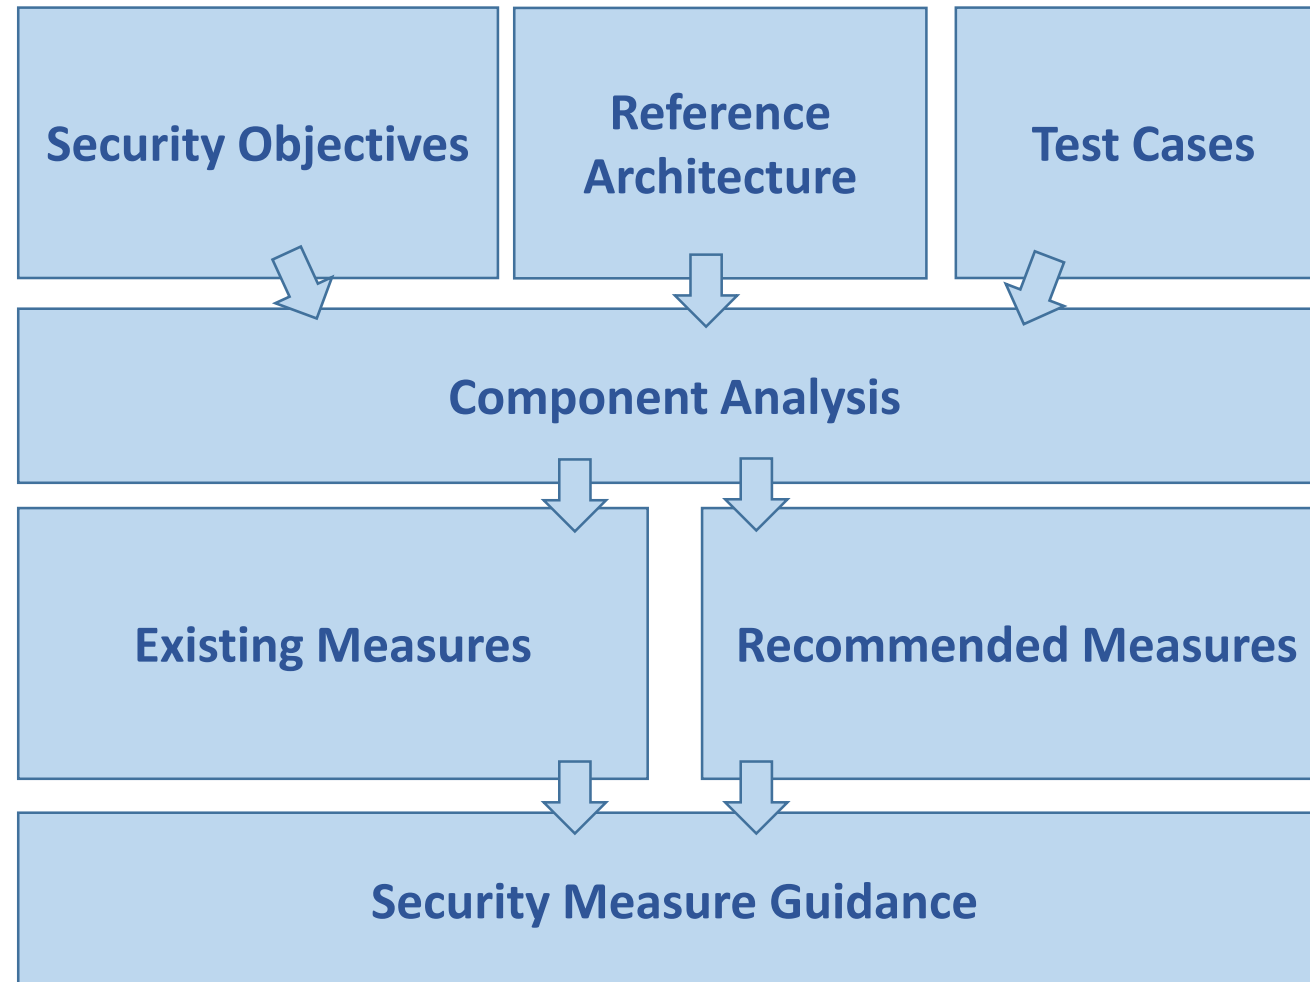 Security Objectives
Reference
Architecture
Test Cases
Component Analysis
Existing Measures
Recommended Measures
Security Measure Guidance